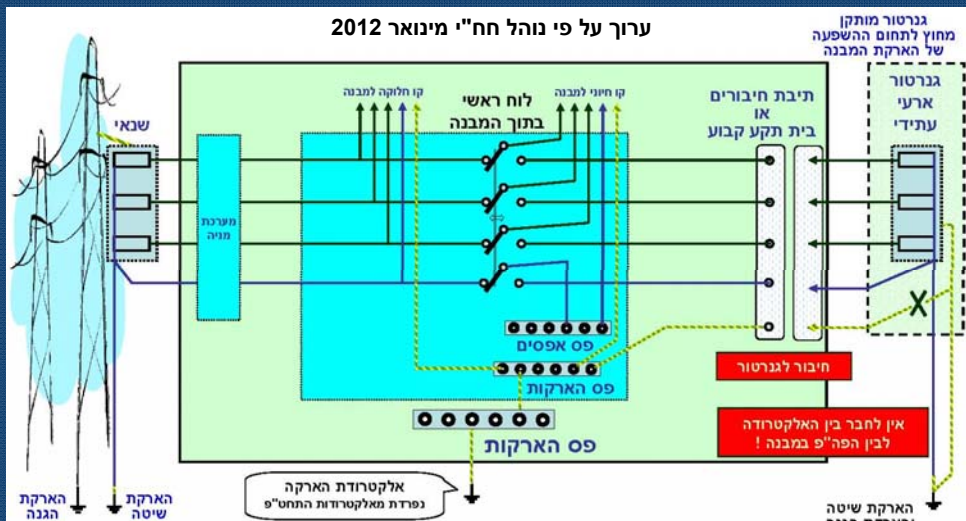 ערוך על פי נוהל חח"י מינואר 2012
גנרטור מותקן
מחוץ לתחום ההשפעה
של הארקת המבנה
גנרטור
ארעי
עתידי
תיבת חיבורים
או
בית תקע קבוע
קו חיוני למבנה
לוח ראשי
בתוך המבנה
קו חלוקה למבנה
שנאי
מערכת
מניה
פס אפסים
פס הארקות
פס הארקות
חיבור לגנרטור
אין לחבר בין האלקטרודה
לבין הפה"פ במבנה !
אלקטרודת הארקה
נפרדת מאלקטרודות התחט"פ
הארקת
שיטה
הארקת
הגנה
הארקת שיטה